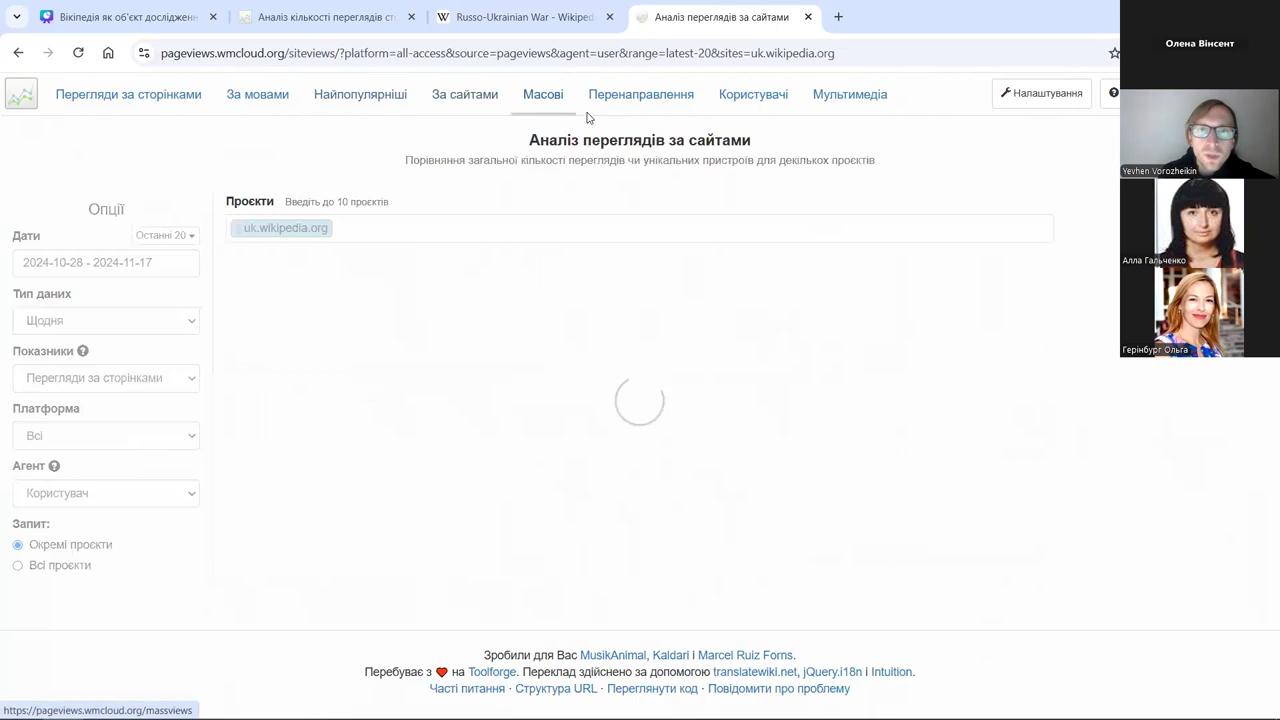 Вікіпедія як об'єкт дослідженн
Аналіз кількості переглядів ст
Russo-Ukrainian War - Wikiped
Аналіз переглядів за сайтами
pageviews.wmcloud.org/siteviews/?platform=all-access&source=pageviews&agent=user&range=latest-20&sites=uk.wikipedia.org
Перегляди за сторінками
За мовами
Найпопулярніші
За сайтами
Масові
Перенаправлення
Користувачі
Мультимедіа
Налаштування
Аналіз переглядів за сайтами
Порівняння загальної кількості переглядів чи унікальних пристроїв для декількох проєктів
Опції
Дати
Останні 20
2024-10-28 - 2024-11-17
Тип даних
Щодня
Показники
Перегляди за сторінками
Платформа
Всі
Агент
Користувач
Запит:
Окремі проєкти
Всі проєкти
Проєкти Введіть до 10 проєктів
uk.wikipedia.org
Зробили для Вас MusikAnimal, Kaldari і Marcel Ruiz Forns.
Перебуває з ❤ на Toolforge. Переклад здійснено за допомогою translatewiki.net, jQuery.i18n і Intuition.
Часті питання · Структура URL · Переглянути код · Повідомити про проблему
https://pageviews.wmcloud.org/massviews
Олена Вінсент
Yevhen Vorozheikin
Алла Гальченко
Герінбург Ольга